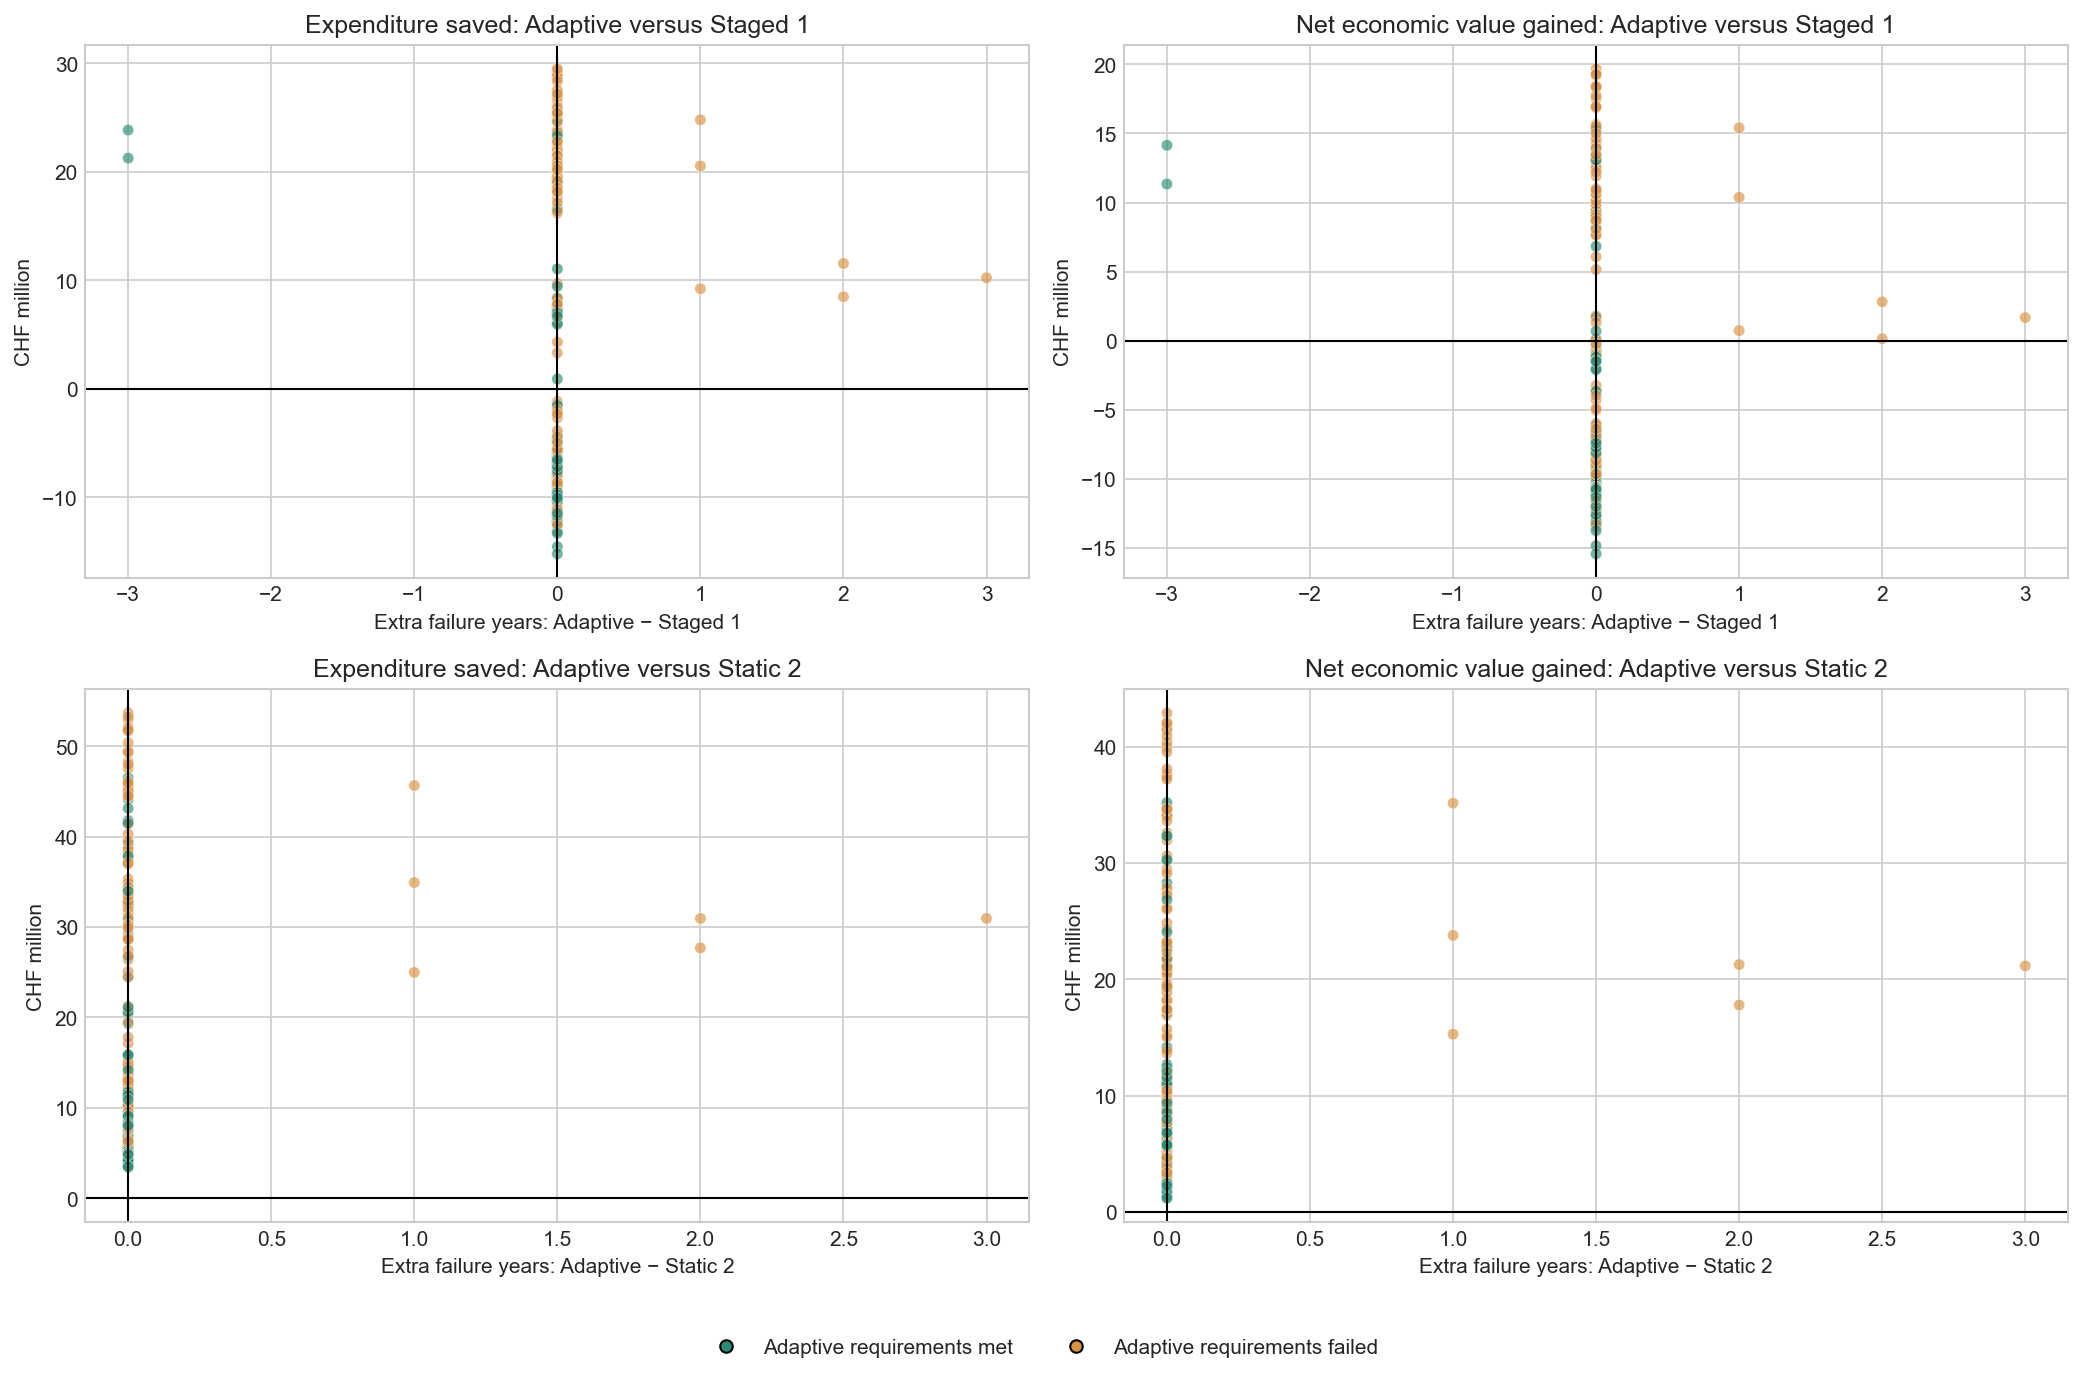 Expenditure saved: Adaptive versus Staged 1
30
20
10
0
−10
CHF million
−3 −2 −1 0 1 2 3
Extra failure years: Adaptive − Staged 1
Net economic value gained: Adaptive versus Staged 1
20
15
10
5
0
−5
−10
−15
CHF million
−3 −2 −1 0 1 2 3
Extra failure years: Adaptive − Staged 1
Expenditure saved: Adaptive versus Static 2
50
40
30
20
10
0
CHF million
0.0 0.5 1.0 1.5 2.0 2.5 3.0
Extra failure years: Adaptive − Static 2
Net economic value gained: Adaptive versus Static 2
40
30
20
10
0
CHF million
0.0 0.5 1.0 1.5 2.0 2.5 3.0
Extra failure years: Adaptive − Static 2
Adaptive requirements met Adaptive requirements failed